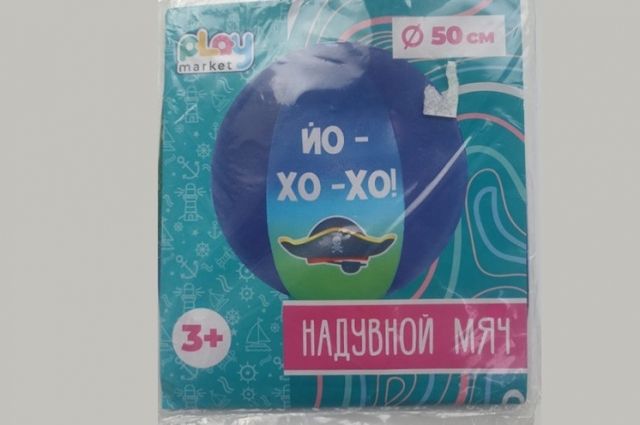 play
market
Ø 50 см
ЙО -
ХО -ХО!
3+
НАДУВНОЙ МЯЧ